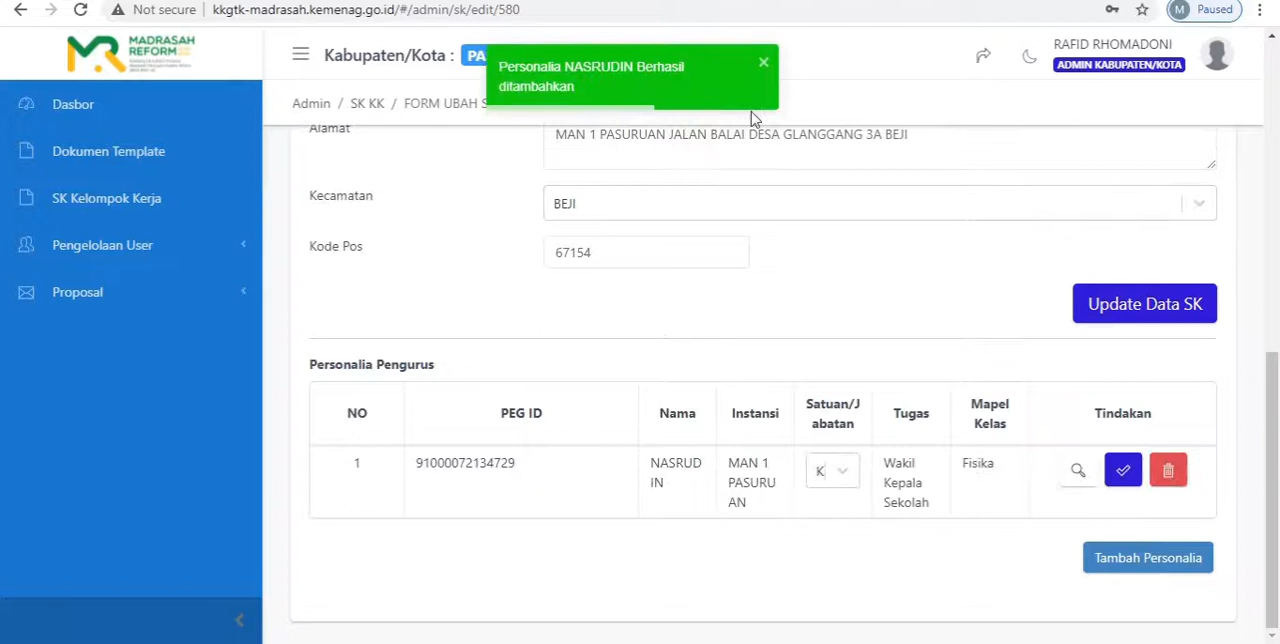 Not secure kkgtk-madrasah.kemenag.go.id/#/admin/sk/edit/580 M Paused
MADRASAH
REFORM
Kabupaten/Kota : PA
Personalia NASRUDIN Berhasil
ditambahkan
×
RAFID RHOMADONI
ADMIN KABUPATEN/KOTA
Dasbor
Dokumen Template
SK Kelompok Kerja
Pengelolaan User
Proposal
Admin / SK KK / FORM UBAH S
Alamat
MAN 1 PASURUAN JALAN BALAI DESA GLANGGANG 3A BEJI
Kecamatan
BEJI
Kode Pos
67154
Update Data SK
Personalia Pengurus
NO PEG ID Nama Instansi Satuan/J Tugas Mapel Tindakan
abatan Kelas
1 91000072134729 NASRUD MAN 1 K Wakil Fisika
IN PASURU Kepala
AN Sekolah
Tambah Personalia